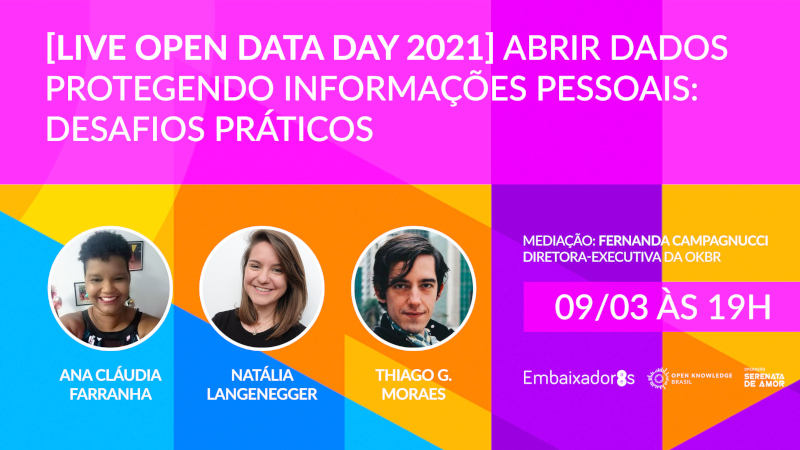 [LIVE OPEN DATA DAY 2021] ABRIR DADOS
PROTEGENDO INFORMAÇÕES PESSOAIS:
DESAFIOS PRÁTICOS
MEDIAÇÃO: FERNANDA CAMPAGNUCCI
DIRETORA-EXECUTIVA DA OKBR
09/03 ÀS 19H
ANA CLÁUDIA
FARRANHA
NATÁLIA
LANGENEGGER
THIAGO G.
MORAES
Embaixador8s
OPEN KNOWLEDGE
BRASIL
OPERAÇÃO
SERENATA
DE AMOR